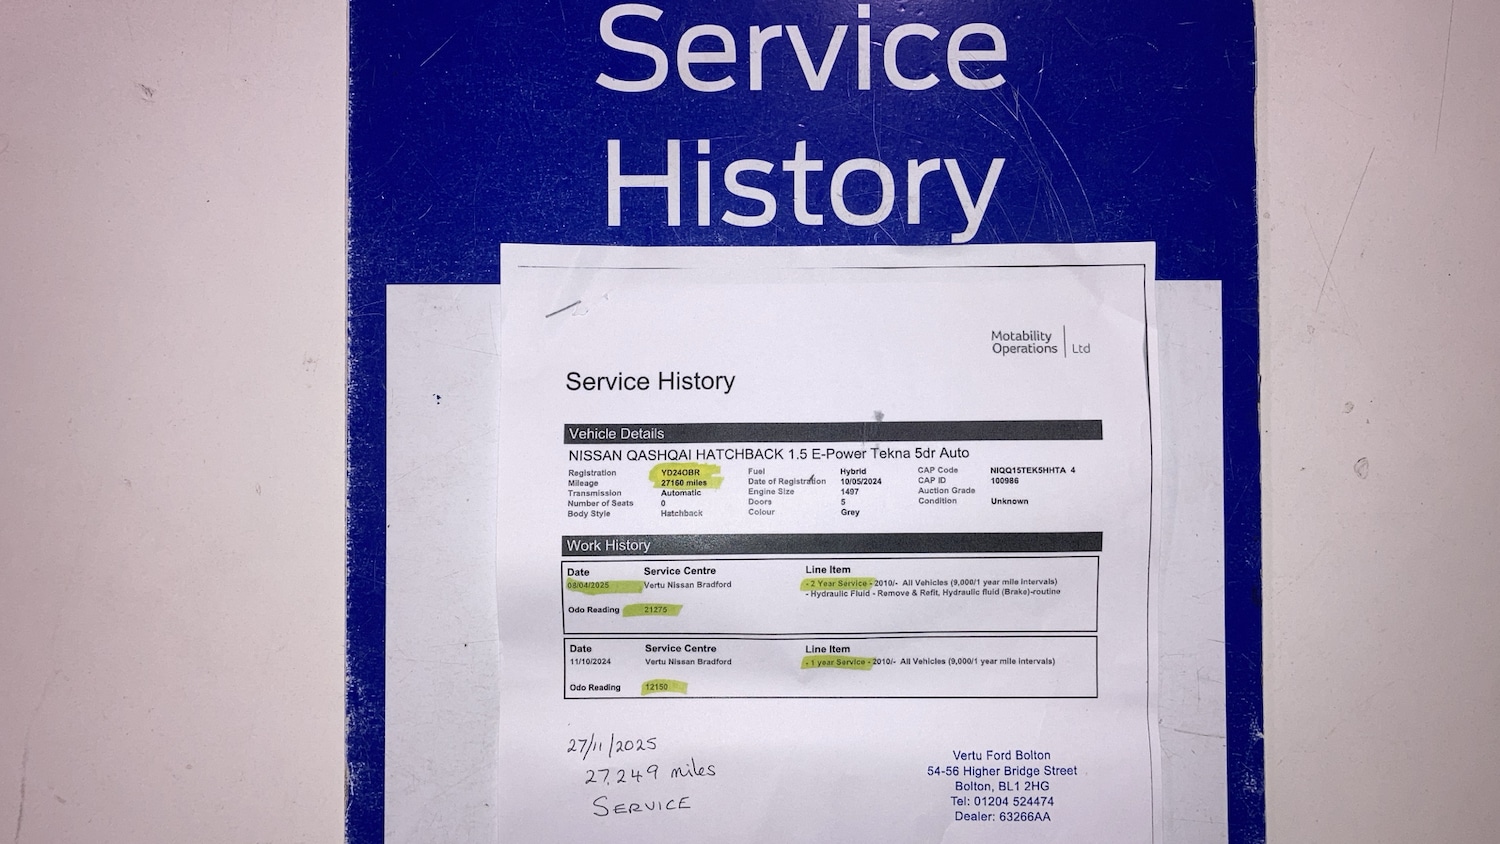 Service
History
Motability
Operations Ltd
Service History
Vehicle Details
NISSAN QASHQAI HATCHBACK 1.5 E-Power Tekna 5dr Auto
Registration YD24OBR Fuel Hybrid CAP Code NIQQ15TEK5HHTA 4
Mileage 27160 miles Date of Registration 10/05/2024 CAP ID 100986
Transmission Automatic Engine Size 1497 Auction Grade
Number of Seats 0 Doors 5 Condition Unknown
Body Style Hatchback Colour Grey
Work History
Date Service Centre Line Item
08/04/2025 Vertu Nissan Bradford - 2 Year Service - 2010/- All Vehicles (9,000/1 year mile intervals)
- Hydraulic Fluid - Remove & Refit, Hydraulic fluid (Brake)-routine
Odo Reading 21275
Date Service Centre Line Item
11/10/2024 Vertu Nissan Bradford - 1 year Service - 2010/- All Vehicles (9,000/1 year mile intervals)
Odo Reading 12150
27/11/2025
27,249 miles
SERVICE
Vertu Ford Bolton
54-56 Higher Bridge Street
Bolton, BL1 2HG
Tel: 01204 524474
Dealer: 63266AA